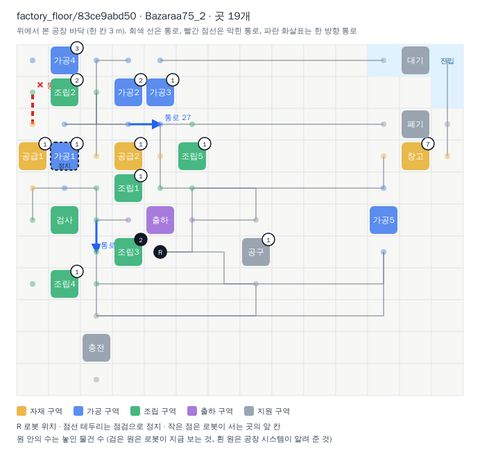 factory_floor/83ce9abd50 · Bazaraa75_2 · 곳 19개
위에서 본 공장 바닥 (한 칸 3 m). 회색 선은 통로, 빨간 점선은 막힌 통로, 파란 화살표는 한 방향 통로
가공4 3 대기 진입
조립2 2 가공2 2 가공3 1
통로 27 폐기
공급1 1 가공1 1 정지 공급2 2 조립5 1 창고 7
조립1 1
검사 출하 가공5
통로 조립3 2 R 공구 1
조립4 1
충전
자재 구역 가공 구역 조립 구역 출하 구역 지원 구역
R 로봇 위치 · 점선 테두리는 점검으로 정지 · 작은 점은 로봇이 서는 곳의 앞 칸
원 안의 수는 놓인 물건 수 (검은 원은 로봇이 지금 보는 것, 흰 원은 공장 시스템이 알려 준 것)